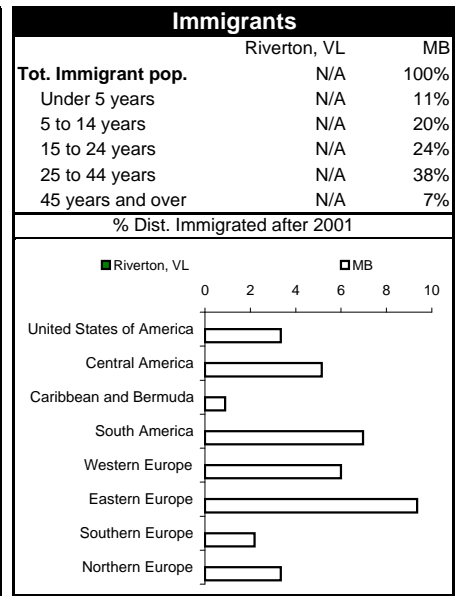 Immigrants
Riverton, VL MB
Tot. Immigrant pop. N/A 100%
Under 5 years N/A 11%
5 to 14 years N/A 20%
15 to 24 years N/A 24%
25 to 44 years N/A 38%
45 years and over N/A 7%
% Dist. Immigrated after 2001
Riverton, VL MB
0 2 4 6 8 10
United States of America
Central America
Caribbean and Bermuda
South America
Western Europe
Eastern Europe
Southern Europe
Northern Europe